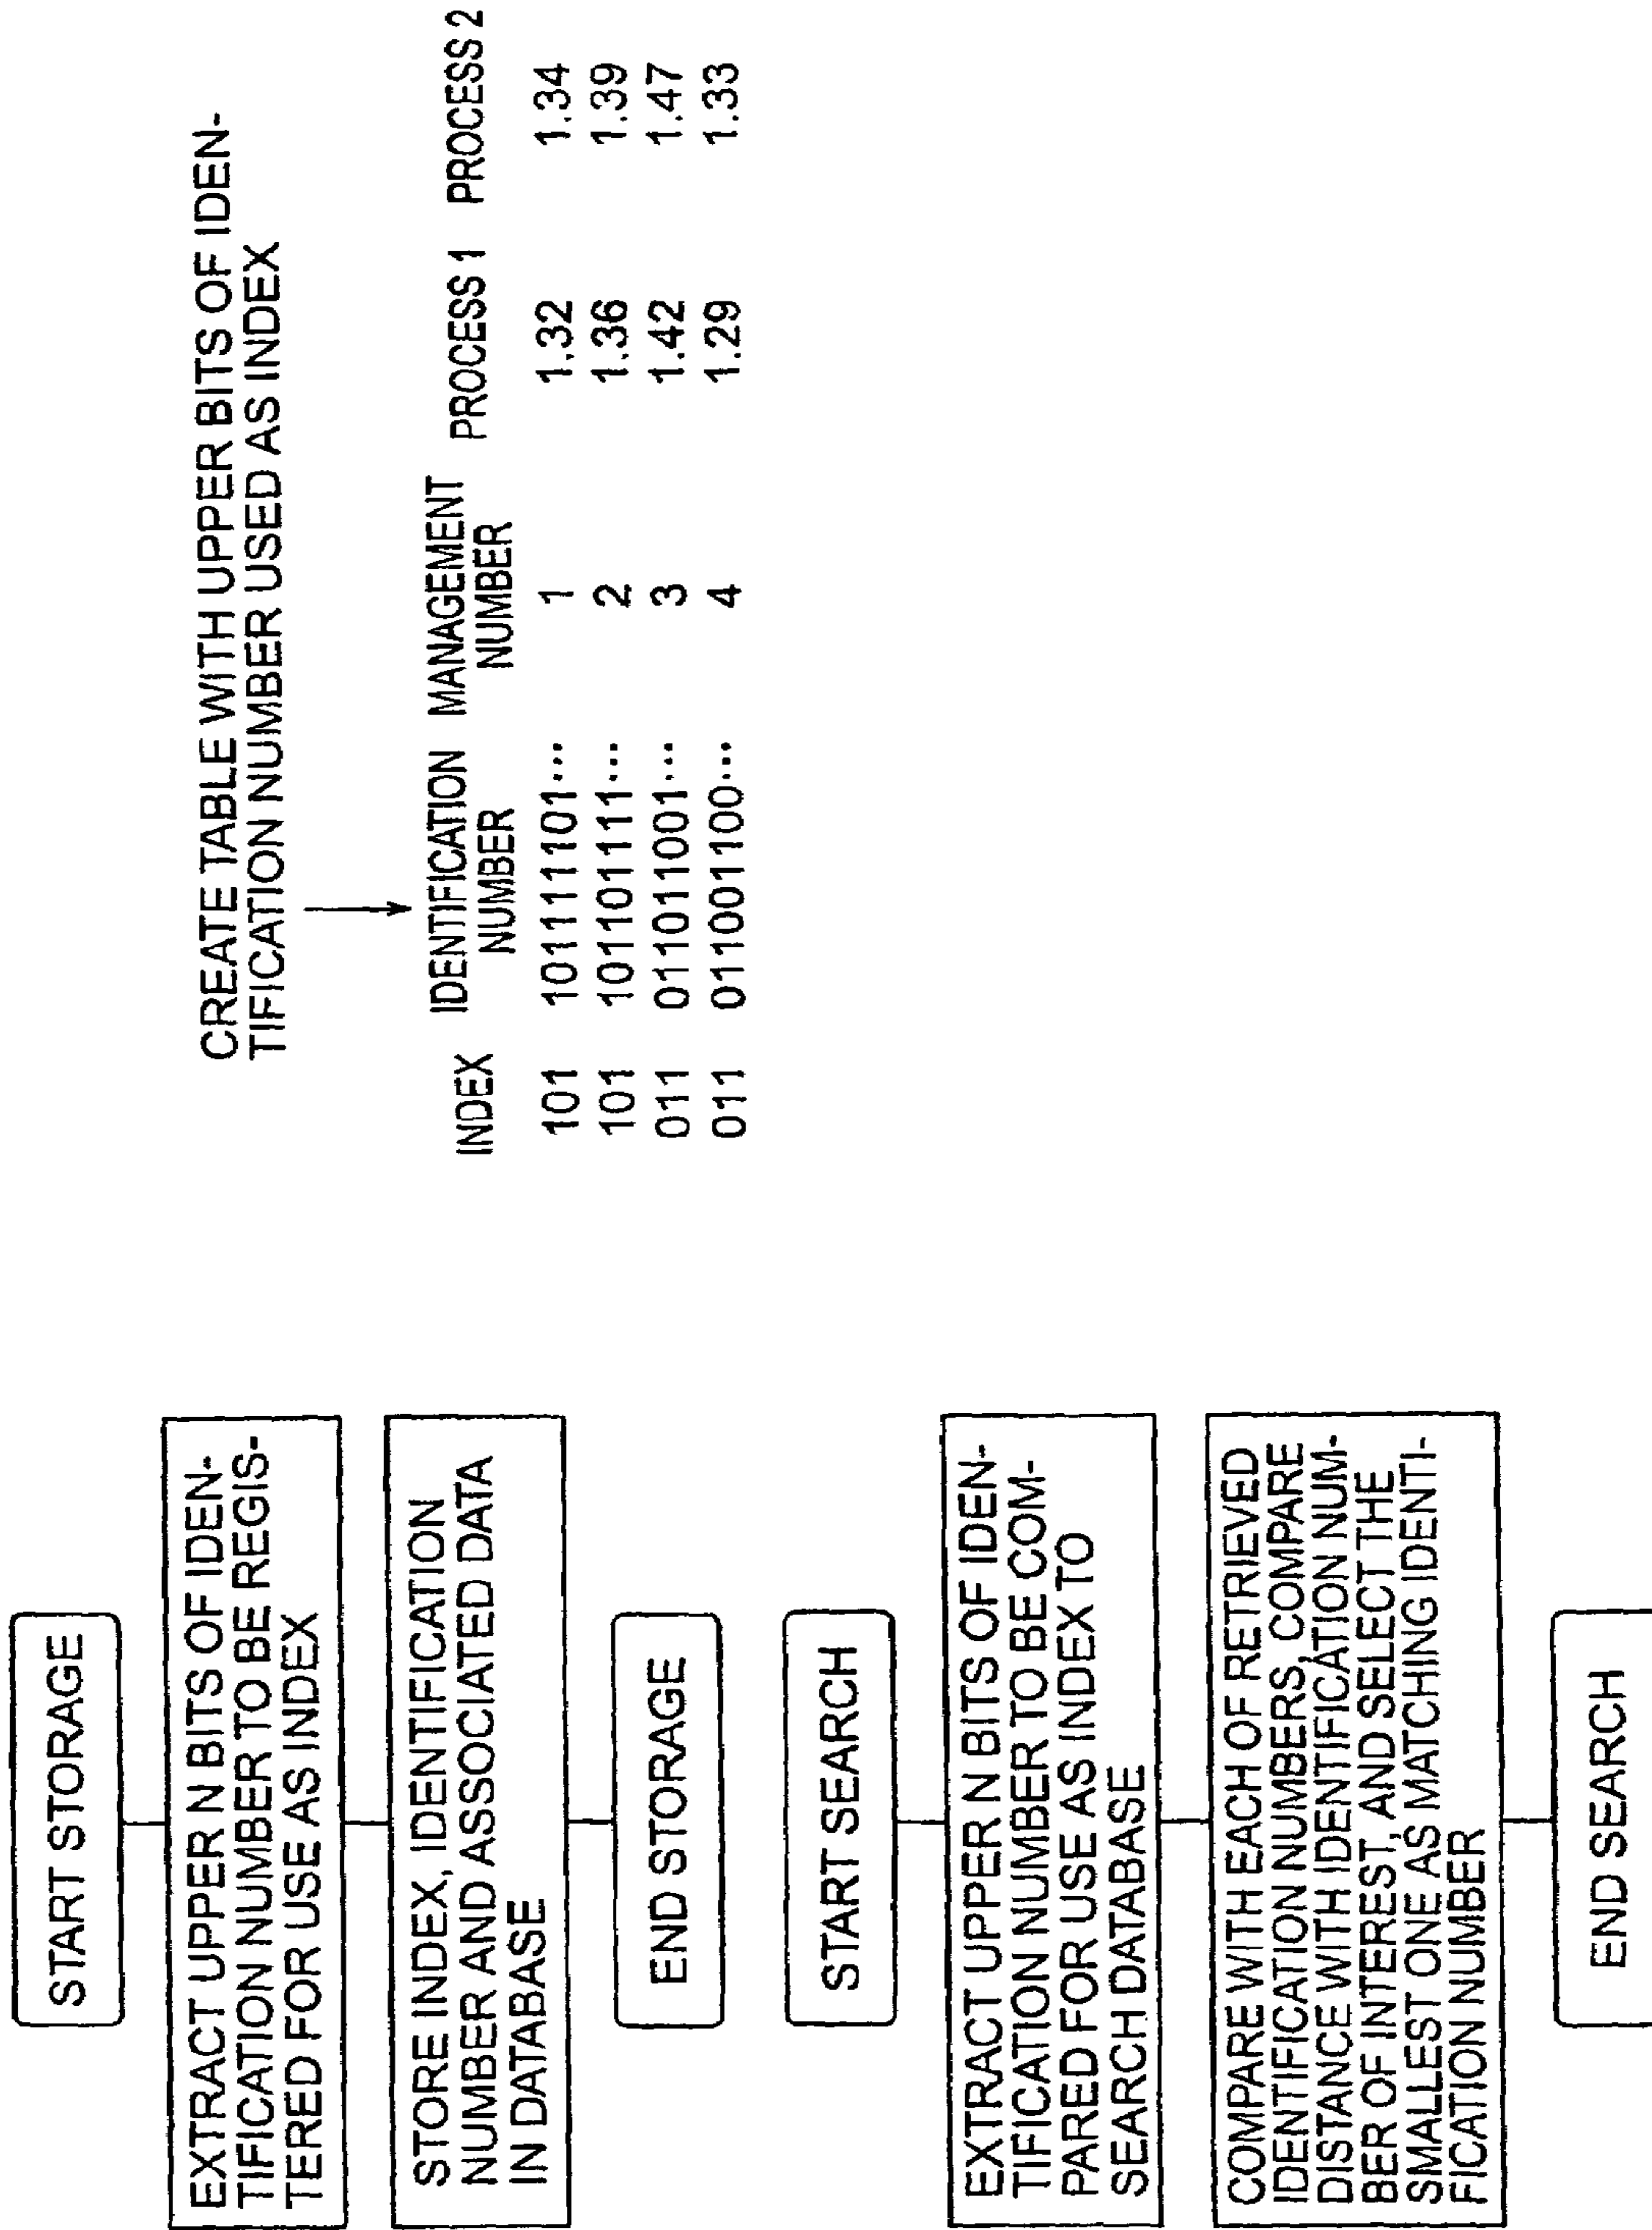 START STORAGE
EXTRACT UPPER N BITS OF IDEN-
TIFICATION NUMBER TO BE REGIS-
TERED FOR USE AS INDEX
STORE INDEX, IDENTIFICATION
NUMBER AND ASSOCIATED DATA
IN DATABASE
END STORAGE
START SEARCH
EXTRACT UPPER N BITS OF IDEN-
TIFICATION NUMBER TO BE COM-
PARED FOR USE AS INDEX TO
SEARCH DATABASE
COMPARE WITH EACH OF RETRIEVED
IDENTIFICATION NUMBERS, COMPARE
DISTANCE WITH IDENTIFICATION NUM-
BER OF INTEREST, AND SELECT THE
SMALLEST ONE AS MATCHING IDENTI-
FICATION NUMBER
END SEARCH
CREATE TABLE WITH UPPER BITS OF IDEN-
TIFICATION NUMBER USED AS INDEX
INDEX IDENTIFICATION NUMBER MANAGEMENT NUMBER PROCESS 1 PROCESS 2
101 101111101... 1 1.32 1.34
101 101101111... 2 1.36 1.39
011 011011001... 3 1.42 1.47
011 011001100... 4 1.29 1.33